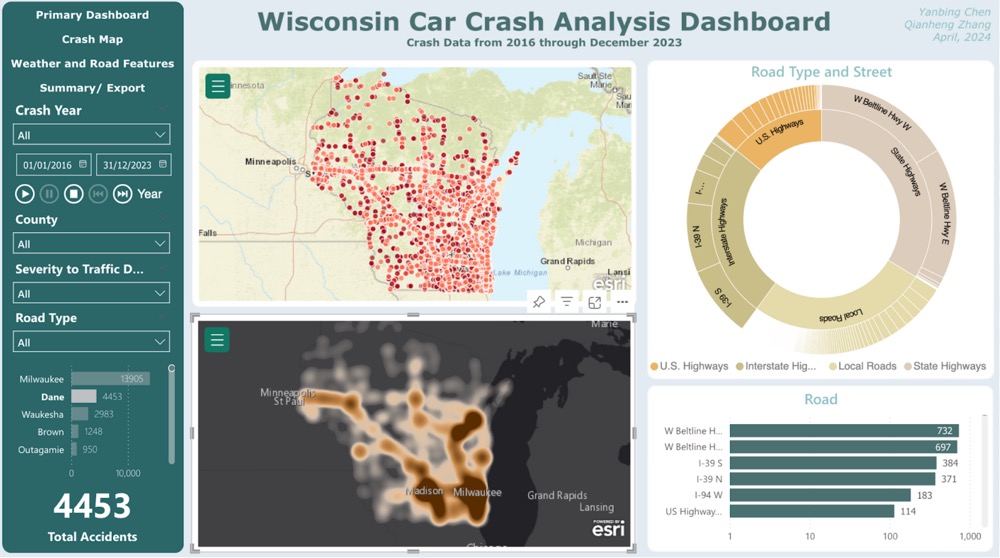 Primary Dashboard
Crash Map
Weather and Road Features
Summary/ Export
Crash Year
All
01/01/2016
31/12/2023
Year
County
All
Severity to Traffic D...
All
Road Type
All
Milwaukee 13905
Dane 4453
Waukesha 2983
Brown 1248
Outagamie 950
0 10,000
4453
Total Accidents
Wisconsin Car Crash Analysis Dashboard
Crash Data from 2016 through December 2023
Yanbing Chen
Qianheng Zhang
April, 2024
Sault Ste
Marie
Sau
Minneapolis
Falls
Michigan
Grand Rapids
Lansi
Lake Michigan
esri
Marie
Minneapolis
St Paul
Madison
Milwaukee
Grand Rapids
Lansing
Chicago
POWERED BY
esri
Road Type and Street
U.S. Highways
W Beltline Hwy W
State Highways
W Beltline Hwy E
Local Roads
I-39 S
I-39 N
I-...
Interstate Highways
U.S. Highways Interstate Hig... Local Roads State Highways
Road
W Beltline H... 732
W Beltline H... 697
I-39 S 384
I-39 N 371
I-94 W 183
US Highway... 114
1 10 100 1,000